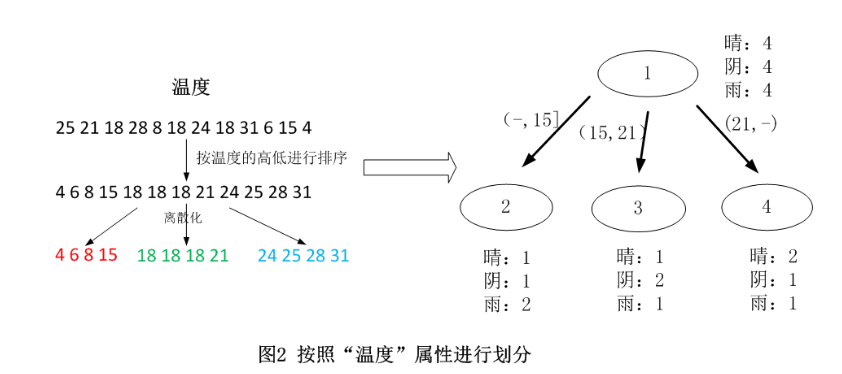 温度
25 21 18 28 8 18 24 18 31 6 15 4
按温度的高低进行排序
4 6 8 15 18 18 18 21 24 25 28 31
离散化
4 6 8 15 18 18 18 21 24 25 28 31
1
晴：4
阴：4
雨：4
(-,15]
(15,21)
(21,-)
2
3
4
晴：1
阴：1
雨：2
晴：1
阴：2
雨：1
晴：2
阴：1
雨：1
图2 按照“温度”属性进行划分